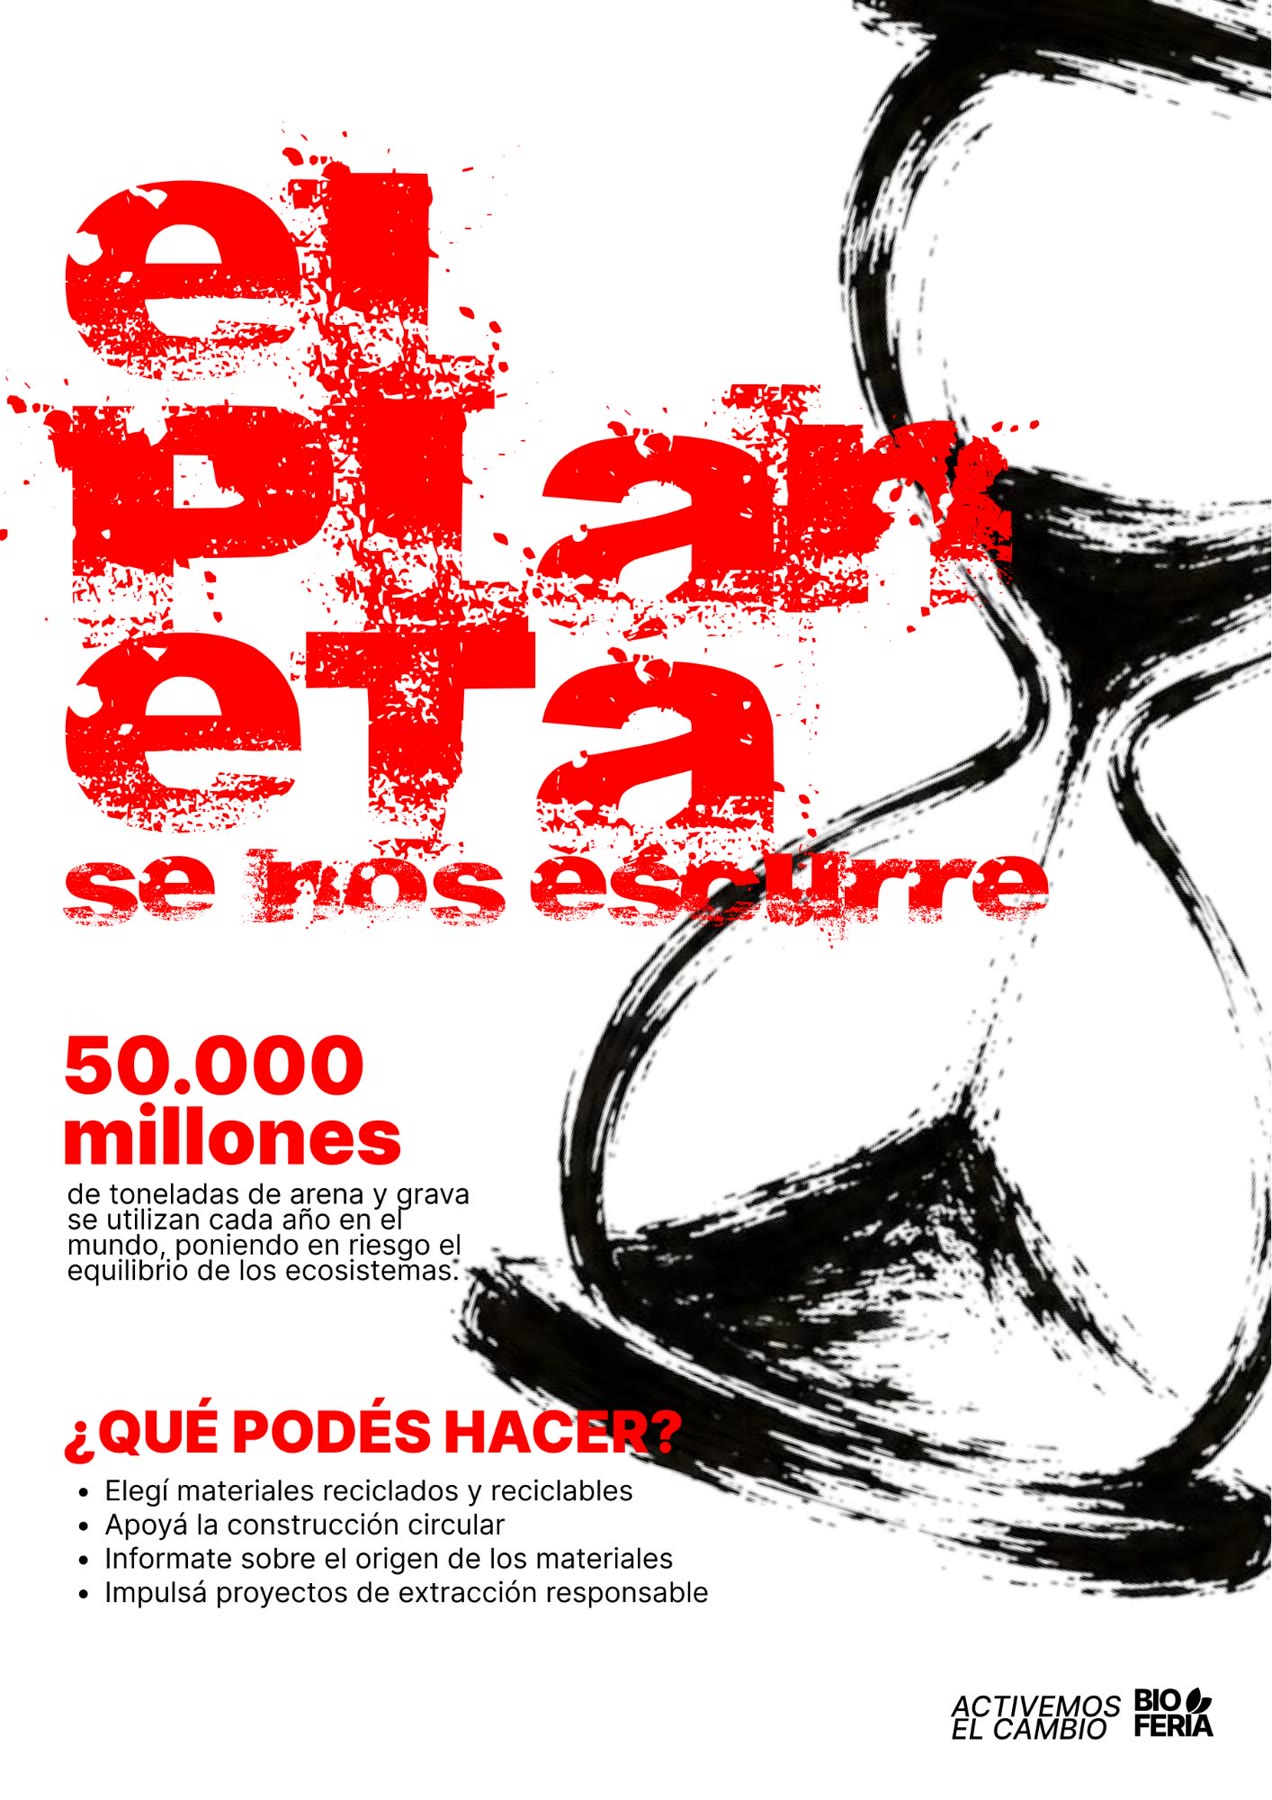 el
Plan
eta
se nos escurre
50.000
millones
de toneladas de arena y grava
se utilizan cada año en el
mundo, poniendo en riesgo el
equilibrio de los ecosistemas.
¿QUÉ PODÉS HACER?
• Elegí materiales reciclados y reciclables
• Apoyá la construcción circular
• Informate sobre el origen de los materiales
• Impulsá proyectos de extracción responsable
ACTIVEMOS
EL CAMBIO
BIO
FERIA